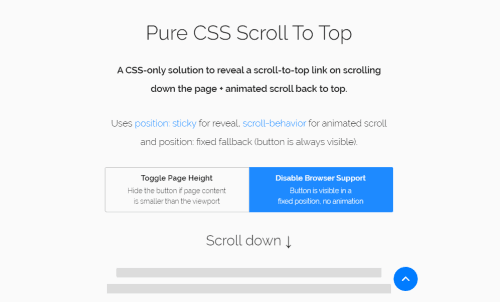 Pure CSS Scroll To Top
A CSS-only solution to reveal a scroll-to-top link on scrolling
down the page + animated scroll back to top.
Uses position: sticky for reveal, scroll-behavior for animated scroll
and position: fixed fallback (button is always visible).
Toggle Page Height
Hide the button if page content
is smaller than the viewport
Disable Browser Support
Button is visible in a
fixed position, no animation
Scroll down ↓